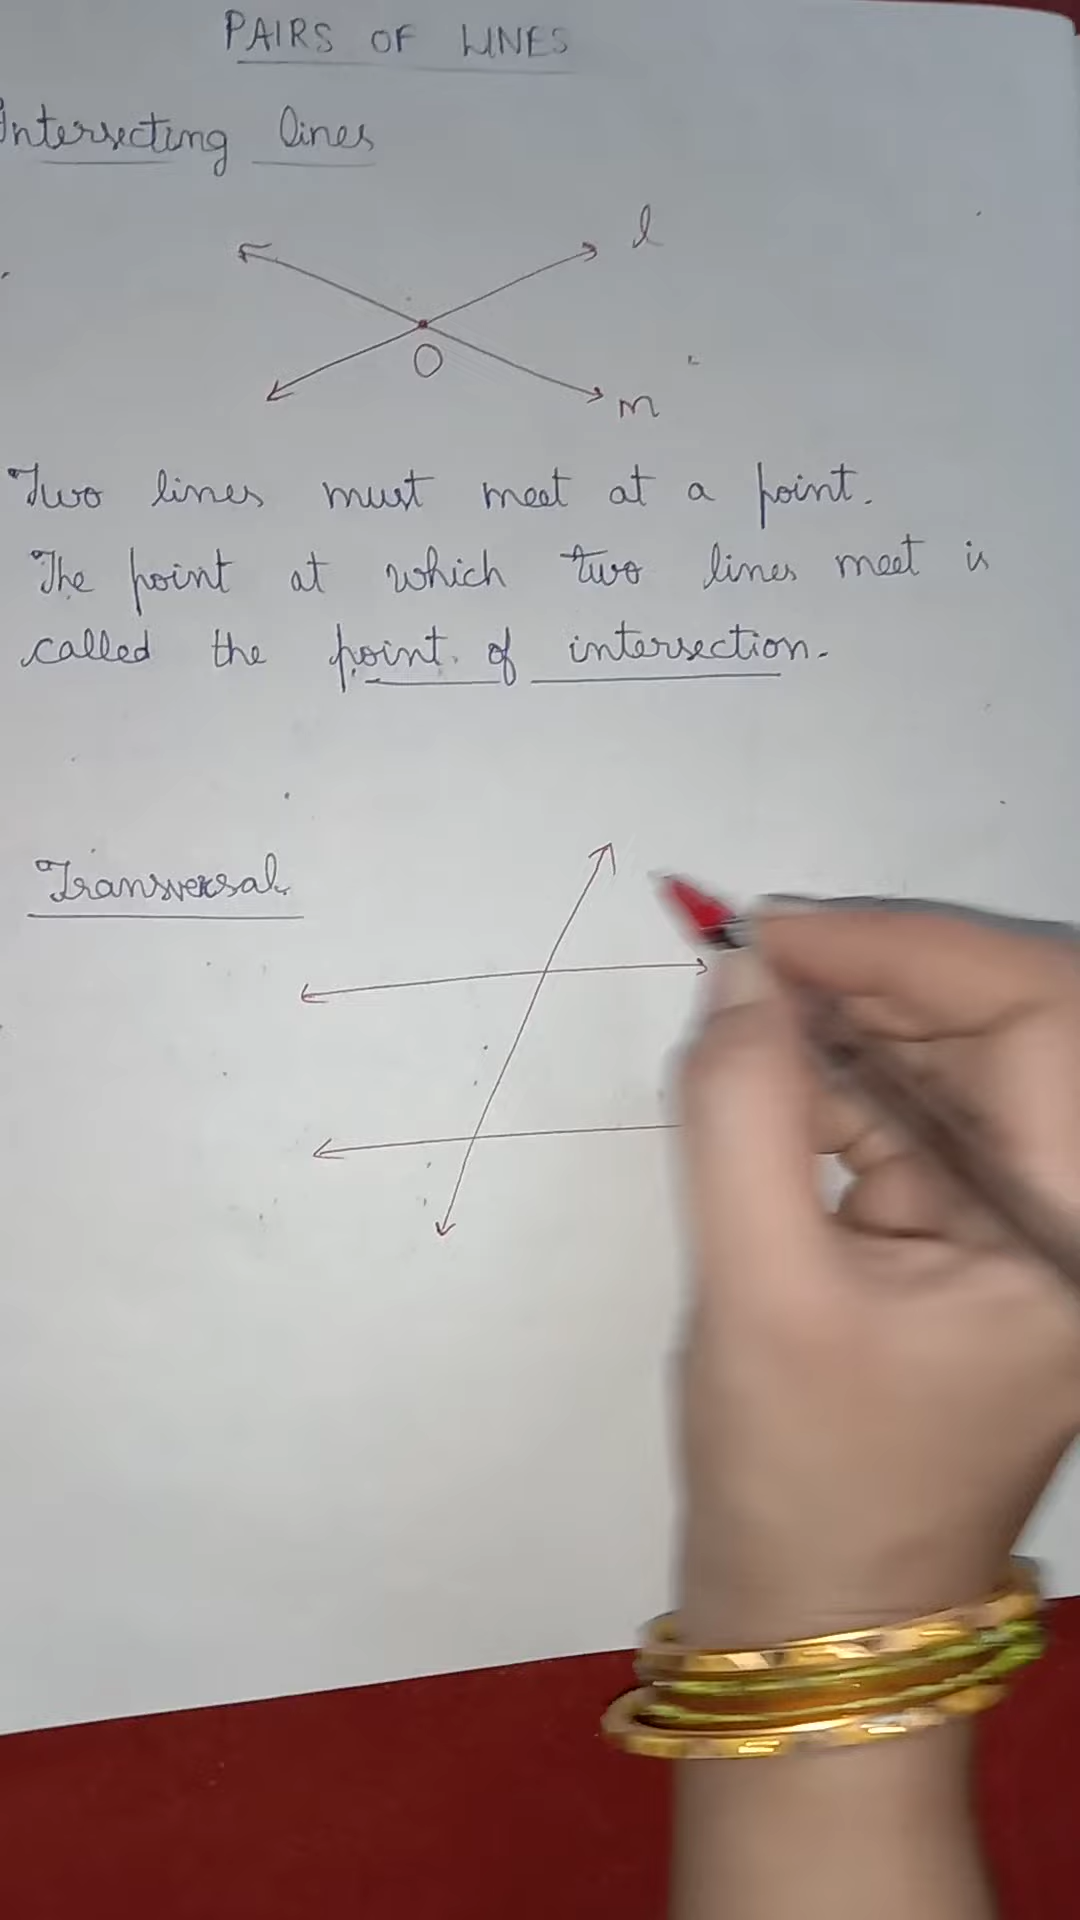 PAIRS OF LINES
Intersecting lines
l
O
m
Two lines must meet at a point.
The point at which two lines meet is
called the point of intersection.
Transversal